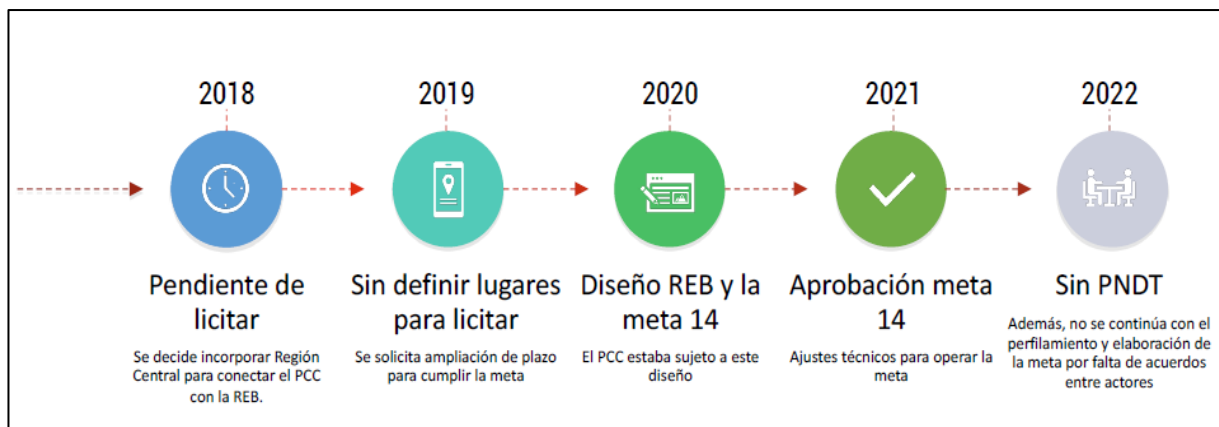 2018
2019
2020
2021
2022
Pendiente de
licitar
Se decide incorporar Región
Central para conectar el PCC
con la REB.
Sin definir lugares
para licitar
Se solicita ampliación de plazo
para cumplir la meta
Diseño REB y la
meta 14
El PCC estaba sujeto a este
diseño
Aprobación meta
14
Ajustes técnicos para operar la
meta
Sin PNDT
Además, no se continúa con el
perfilamiento y elaboración de
la meta por falta de acuerdos
entre actores